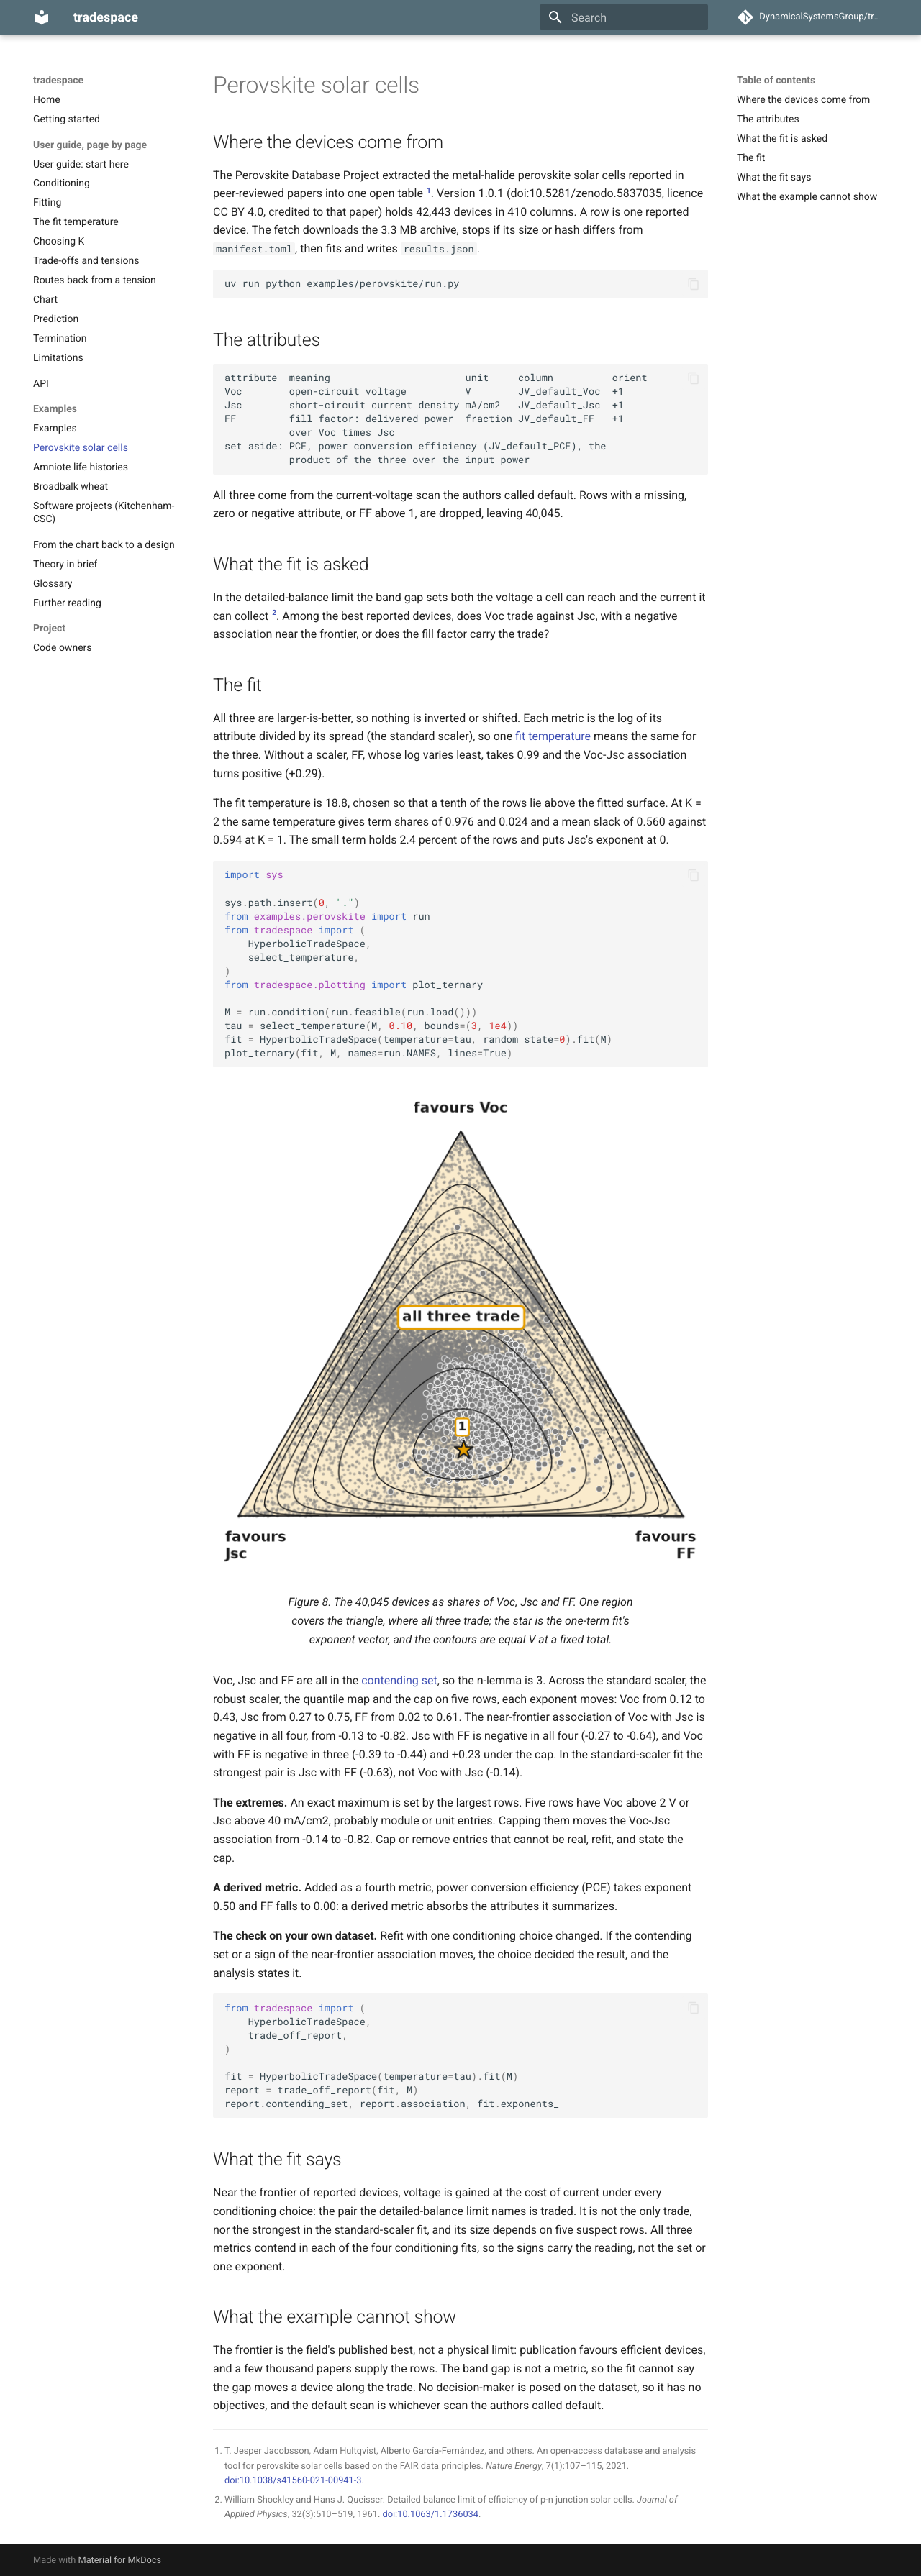 tradespace
Search
DynamicalSystemsGroup/tr...
tradespace
Home
Getting started
User guide, page by page
User guide: start here
Conditioning
Fitting
The fit temperature
Choosing K
Trade-offs and tensions
Routes back from a tension
Chart
Prediction
Termination
Limitations
API
Examples
Examples
Perovskite solar cells
Amniote life histories
Broadbalk wheat
Software projects (Kitchenham-
CSC)
From the chart back to a design
Theory in brief
Glossary
Further reading
Project
Code owners
Perovskite solar cells
Where the devices come from
The Perovskite Database Project extracted the metal-halide perovskite solar cells reported in
peer-reviewed papers into one open table 1. Version 1.0.1 (doi:10.5281/zenodo.5837035, licence
CC BY 4.0, credited to that paper) holds 42,443 devices in 410 columns. A row is one reported
device. The fetch downloads the 3.3 MB archive, stops if its size or hash differs from
manifest.toml, then fits and writes results.json.
uv run python examples/perovskite/run.py
The attributes
attribute  meaning                       unit     column          orient
Voc        open-circuit voltage          V        JV_default_Voc  +1
Jsc        short-circuit current density mA/cm2   JV_default_Jsc  +1
FF         fill factor: delivered power  fraction JV_default_FF   +1
           over Voc times Jsc
set aside: PCE, power conversion efficiency (JV_default_PCE), the
           product of the three over the input power
All three come from the current-voltage scan the authors called default. Rows with a missing,
zero or negative attribute, or FF above 1, are dropped, leaving 40,045.
What the fit is asked
In the detailed-balance limit the band gap sets both the voltage a cell can reach and the current it
can collect 2. Among the best reported devices, does Voc trade against Jsc, with a negative
association near the frontier, or does the fill factor carry the trade?
The fit
All three are larger-is-better, so nothing is inverted or shifted. Each metric is the log of its
attribute divided by its spread (the standard scaler), so one fit temperature means the same for
the three. Without a scaler, FF, whose log varies least, takes 0.99 and the Voc-Jsc association
turns positive (+0.29).
The fit temperature is 18.8, chosen so that a tenth of the rows lie above the fitted surface. At K =
2 the same temperature gives term shares of 0.976 and 0.024 and a mean slack of 0.560 against
0.594 at K = 1. The small term holds 2.4 percent of the rows and puts Jsc's exponent at 0.
import sys
sys.path.insert(0, ".")
from examples.perovskite import run
from tradespace import (
    HyperbolicTradeSpace,
    select_temperature,
)
from tradespace.plotting import plot_ternary
M = run.condition(run.feasible(run.load()))
tau = select_temperature(M, 0.10, bounds=(3, 1e4))
fit = HyperbolicTradeSpace(temperature=tau, random_state=0).fit(M)
plot_ternary(fit, M, names=run.NAMES, lines=True)
favours Voc
all three trade
1
favours
Jsc
favours
FF
Figure 8. The 40,045 devices as shares of Voc, Jsc and FF. One region
covers the triangle, where all three trade; the star is the one-term fit's
exponent vector, and the contours are equal V at a fixed total.
Voc, Jsc and FF are all in the contending set, so the n-lemma is 3. Across the standard scaler, the
robust scaler, the quantile map and the cap on five rows, each exponent moves: Voc from 0.12 to
0.43, Jsc from 0.27 to 0.75, FF from 0.02 to 0.61. The near-frontier association of Voc with Jsc is
negative in all four, from -0.13 to -0.82. Jsc with FF is negative in all four (-0.27 to -0.64), and Voc
with FF is negative in three (-0.39 to -0.44) and +0.23 under the cap. In the standard-scaler fit the
strongest pair is Jsc with FF (-0.63), not Voc with Jsc (-0.14).
The extremes. An exact maximum is set by the largest rows. Five rows have Voc above 2 V or
Jsc above 40 mA/cm2, probably module or unit entries. Capping them moves the Voc-Jsc
association from -0.14 to -0.82. Cap or remove entries that cannot be real, refit, and state the
cap.
A derived metric. Added as a fourth metric, power conversion efficiency (PCE) takes exponent
0.50 and FF falls to 0.00: a derived metric absorbs the attributes it summarizes.
The check on your own dataset. Refit with one conditioning choice changed. If the contending
set or a sign of the near-frontier association moves, the choice decided the result, and the
analysis states it.
from tradespace import (
    HyperbolicTradeSpace,
    trade_off_report,
)
fit = HyperbolicTradeSpace(temperature=tau).fit(M)
report = trade_off_report(fit, M)
report.contending_set, report.association, fit.exponents_
What the fit says
Near the frontier of reported devices, voltage is gained at the cost of current under every
conditioning choice: the pair the detailed-balance limit names is traded. It is not the only trade,
nor the strongest in the standard-scaler fit, and its size depends on five suspect rows. All three
metrics contend in each of the four conditioning fits, so the signs carry the reading, not the set or
one exponent.
What the example cannot show
The frontier is the field's published best, not a physical limit: publication favours efficient devices,
and a few thousand papers supply the rows. The band gap is not a metric, so the fit cannot say
the gap moves a device along the trade. No decision-maker is posed on the dataset, so it has no
objectives, and the default scan is whichever scan the authors called default.
1. T. Jesper Jacobsson, Adam Hultqvist, Alberto García-Fernández, and others. An open-access database and analysis
tool for perovskite solar cells based on the FAIR data principles. Nature Energy, 7(1):107–115, 2021.
doi:10.1038/s41560-021-00941-3.
2. William Shockley and Hans J. Queisser. Detailed balance limit of efficiency of p-n junction solar cells. Journal of
Applied Physics, 32(3):510–519, 1961. doi:10.1063/1.1736034.
Table of contents
Where the devices come from
The attributes
What the fit is asked
The fit
What the fit says
What the example cannot show
Made with Material for MkDocs